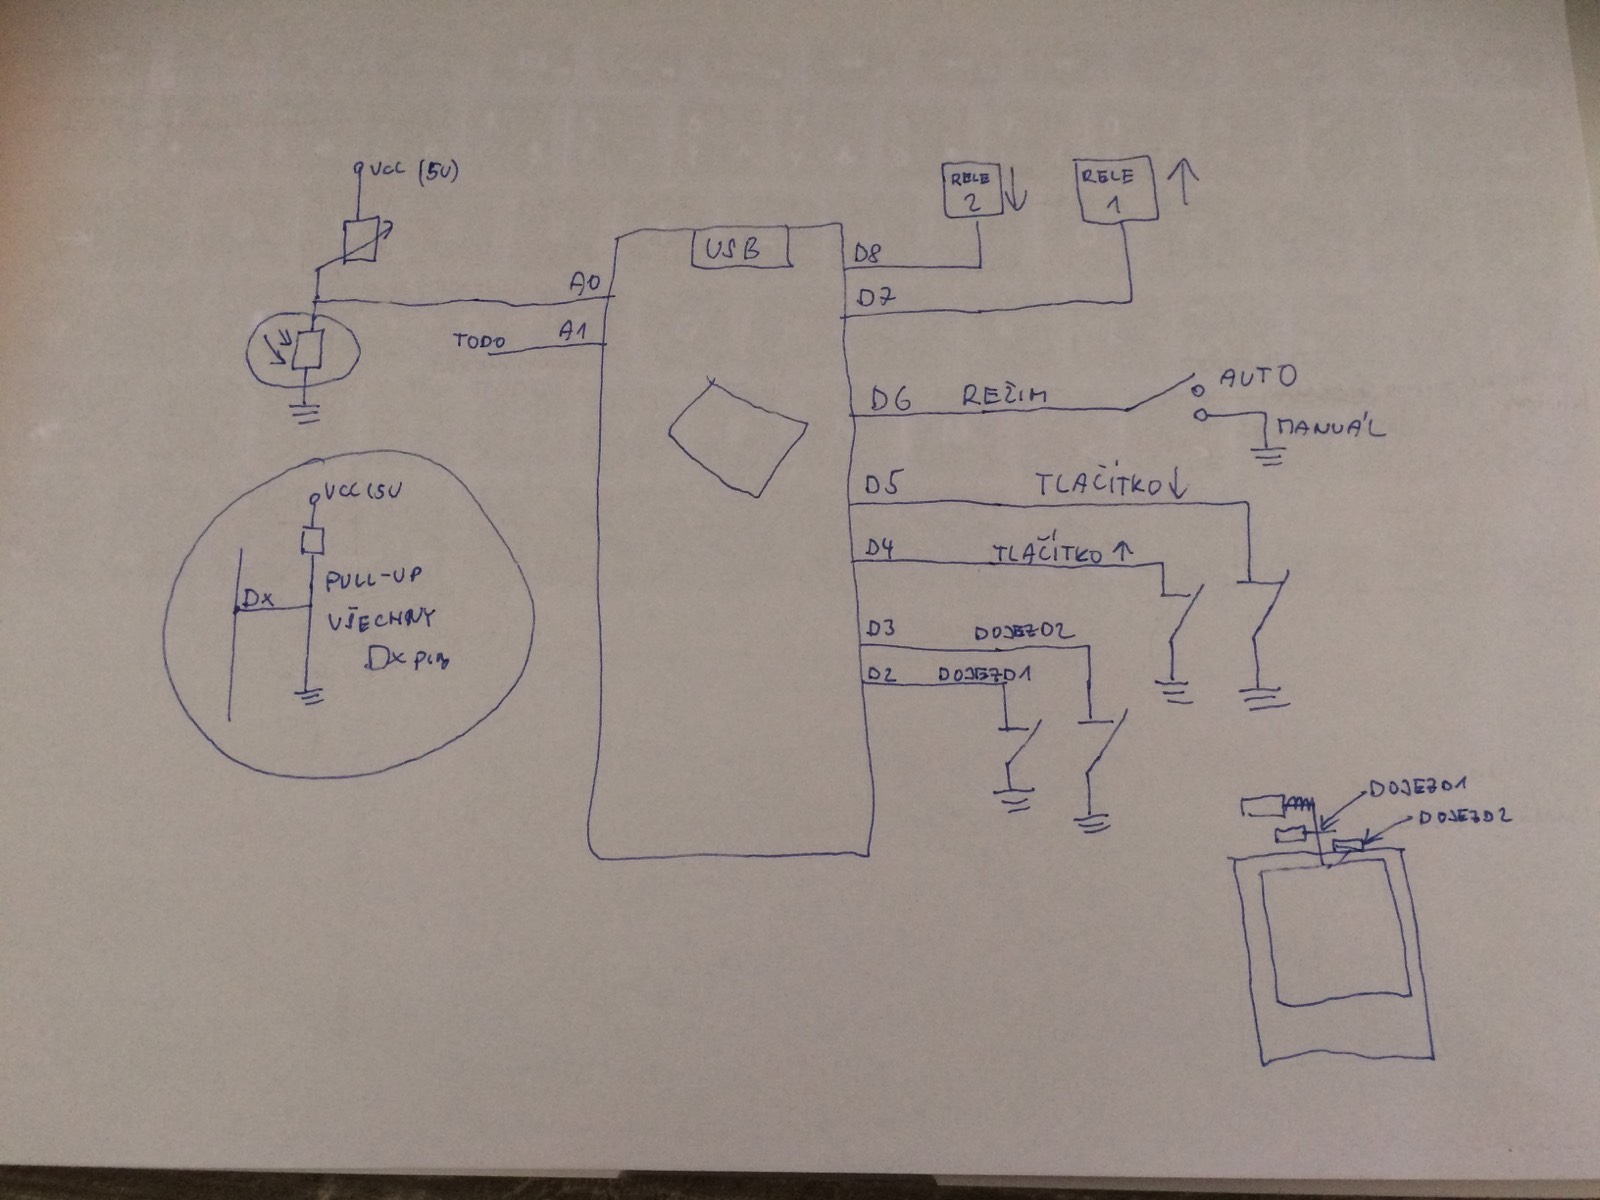 VCC (5V)
RELE
2
↓
RELE
1
↑
USB
D8
D7
A0
A1
TODO
D6
REŽIM
AUTO
MANUÁL
VCC (5V
D5
TLAČÍTKO ↓
D4
TLAČÍTKO ↑
PULL-UP
DX
VŠECHNY
DX piny
D3
DOJEZD2
D2
DOJEZD1
DOJEZD1
DOJEZD2